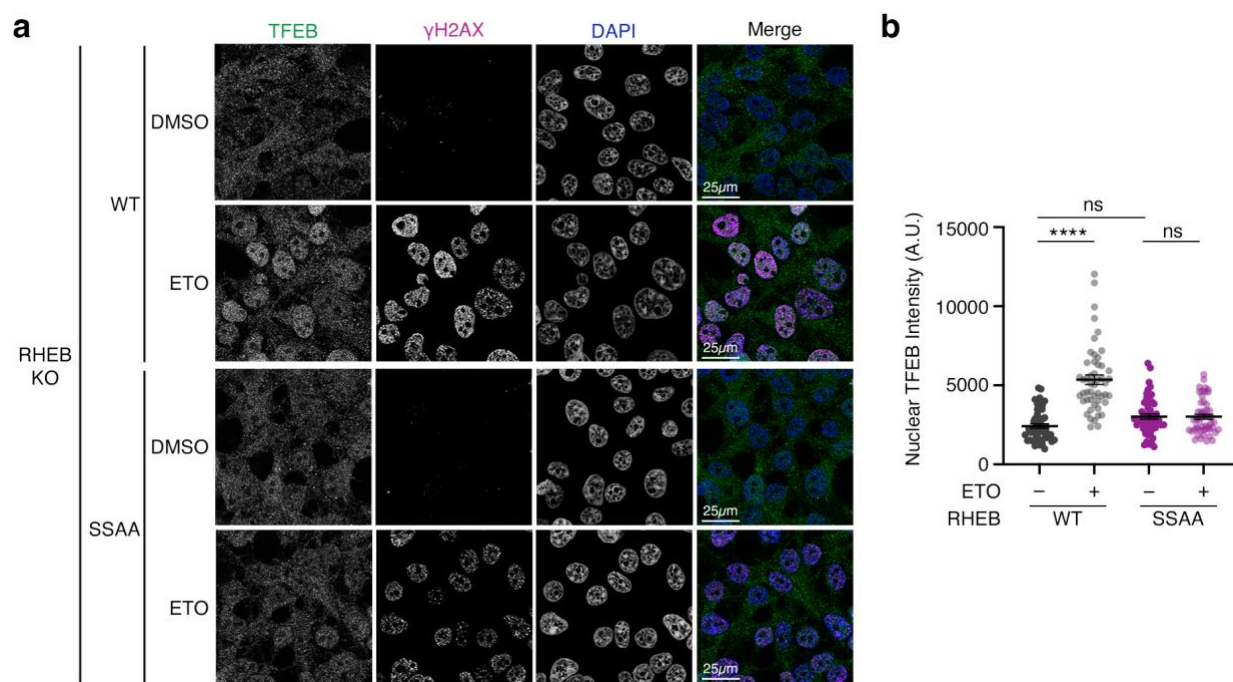 a
TFEB
γH2AX
DAPI
Merge
RHEB
KO
WT
DMSO
25μm
ETO
25μm
SSAA
DMSO
25μm
ETO
25μm
b
Nuclear TFEB Intensity (A.U.)
15000
10000
5000
0
ns
****
ns
ETO
− + − +
RHEB WT SSAA